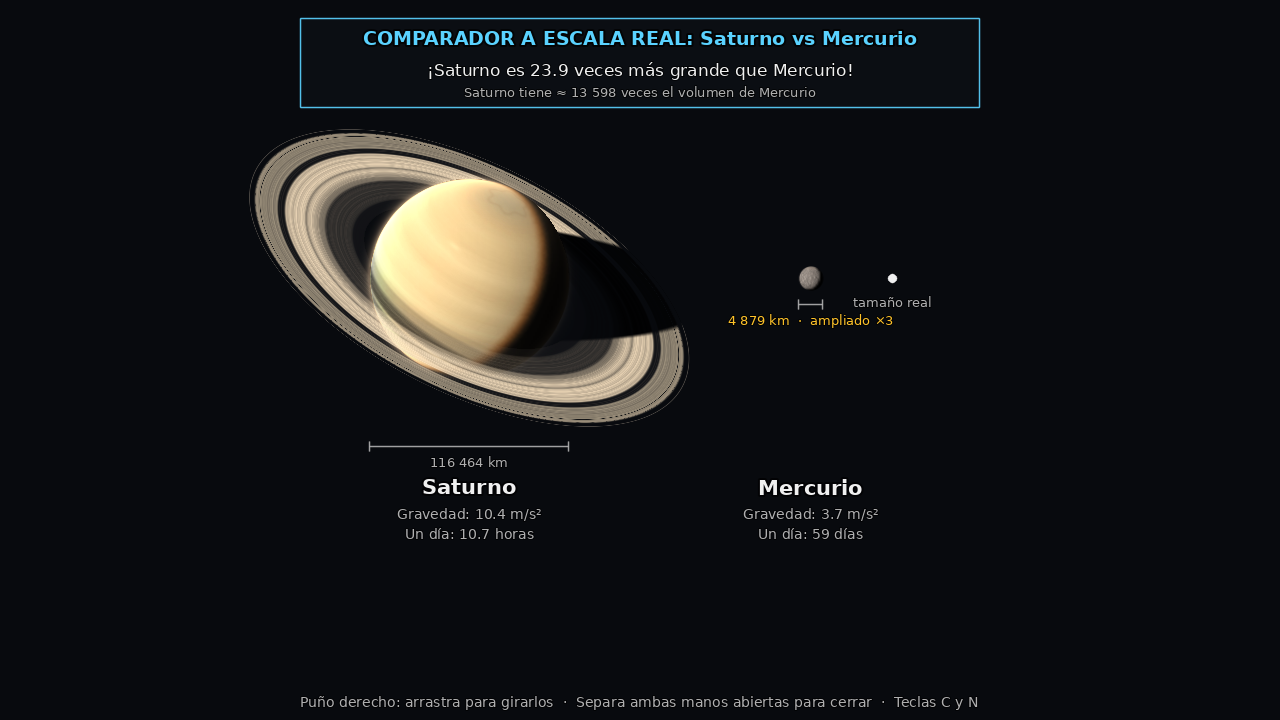 COMPARADOR A ESCALA REAL: Saturno vs Mercurio
¡Saturno es 23.9 veces más grande que Mercurio!
Saturno tiene ≈ 13 598 veces el volumen de Mercurio
tamaño real
4 879 km · ampliado ×3
116 464 km
Saturno
Gravedad: 10.4 m/s²
Un día: 10.7 horas
Mercurio
Gravedad: 3.7 m/s²
Un día: 59 días
Puño derecho: arrastra para girarlos · Separa ambas manos abiertas para cerrar · Teclas C y N